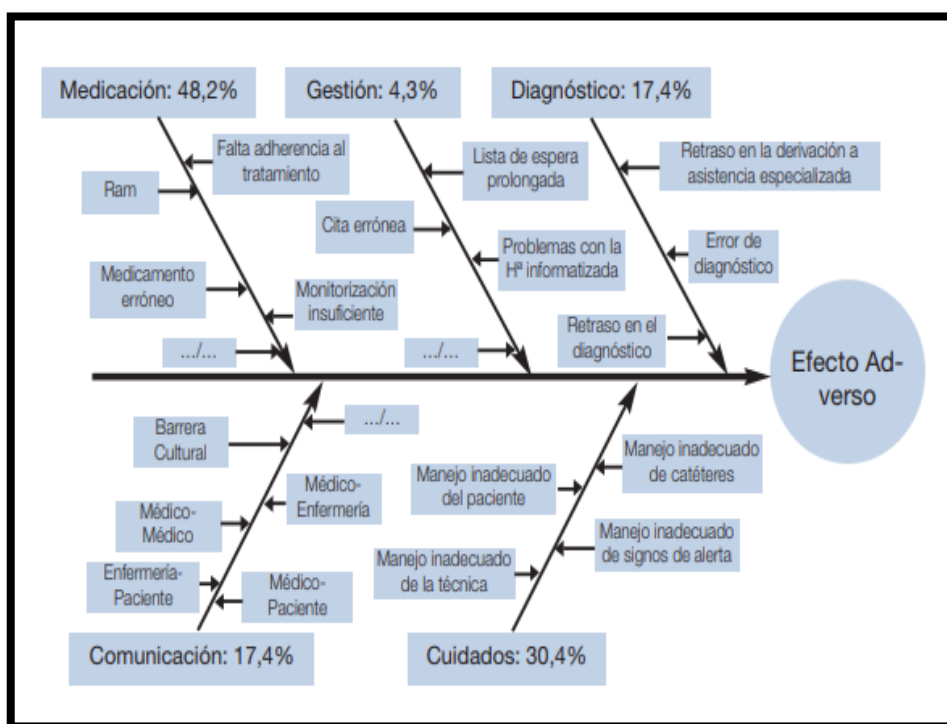 Medicación: 48,2%
Gestión: 4,3%
Diagnóstico: 17,4%
Falta adherencia al
tratamiento
Ram
Medicamento
erróneo
Monitorización
insuficiente
.../...
Lista de espera
prolongada
Cita errónea
Problemas con la
Hª informatizada
.../...
Retraso en la derivación a
asistencia especializada
Error de
diagnóstico
Retraso en el
diagnóstico
Efecto Ad-
verso
.../...
Barrera
Cultural
Médico-
Enfermería
Médico-
Médico
Enfermería-
Paciente
Médico-
Paciente
Manejo inadecuado
de catéteres
Manejo inadecuado
del paciente
Manejo inadecuado
de signos de alerta
Manejo inadecuado
de la técnica
Comunicación: 17,4%
Cuidados: 30,4%